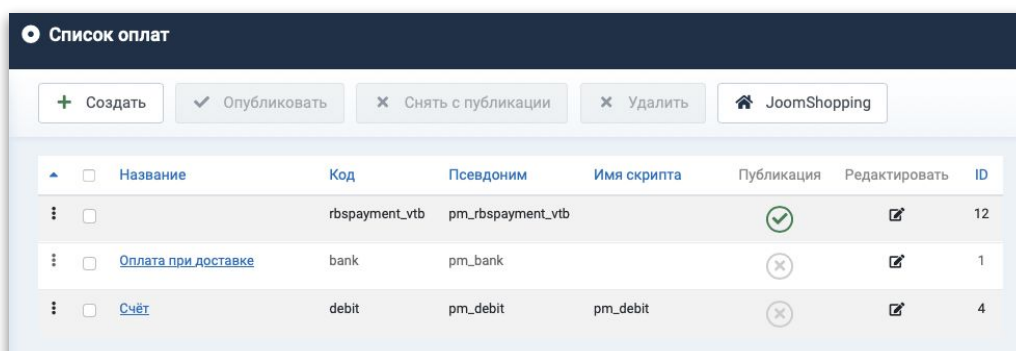 Список оплат
Создать Опубликовать Снять с публикации Удалить JoomShopping
Название Код Псевдоним Имя скрипта Публикация Редактировать ID
rbspayment_vtb pm_rbspayment_vtb 12
Оплата при доставке bank pm_bank 1
Счёт debit pm_debit pm_debit 4